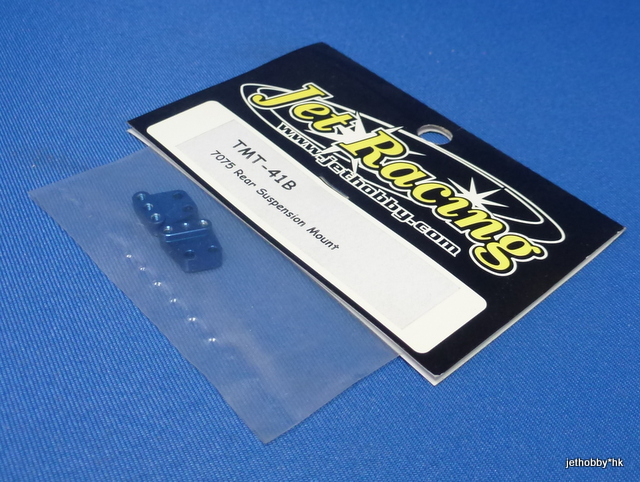 Jet Racing
www.jethobby.com
TMT-41B
7075 Rear Suspension Mount
jethobby*hk